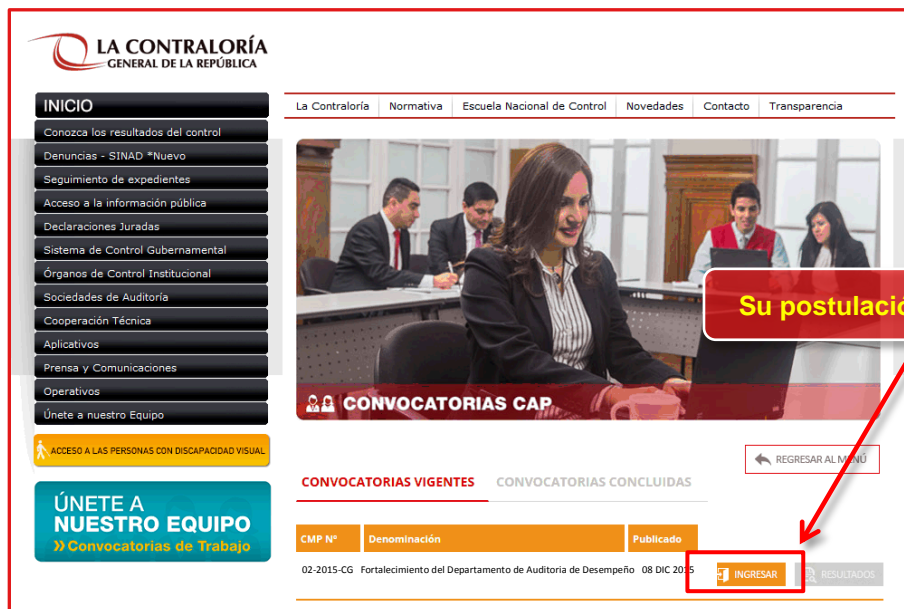 LA CONTRALORÍA
GENERAL DE LA REPÚBLICA
INICIO
Conozca los resultados del control
Denuncias - SINAD *Nuevo
Seguimiento de expedientes
Acceso a la información pública
Declaraciones Juradas
Sistema de Control Gubernamental
Órganos de Control Institucional
Sociedades de Auditoría
Cooperación Técnica
Aplicativos
Prensa y Comunicaciones
Operativos
Únete a nuestro Equipo
ACCESO A LAS PERSONAS CON DISCAPACIDAD VISUAL
ÚNETE A
NUESTRO EQUIPO
»Convocatorias de Trabajo
La Contraloría Normativa Escuela Nacional de Control Novedades Contacto Transparencia
Su postulació
CONVOCATORIAS CAP
REGRESAR AL MENÚ
CONVOCATORIAS VIGENTES CONVOCATORIAS CONCLUIDAS
CMP Nº Denominación Publicado
02-2015-CG Fortalecimiento del Departamento de Auditoria de Desempeño 08 DIC 2015 INGRESAR RESULTADOS